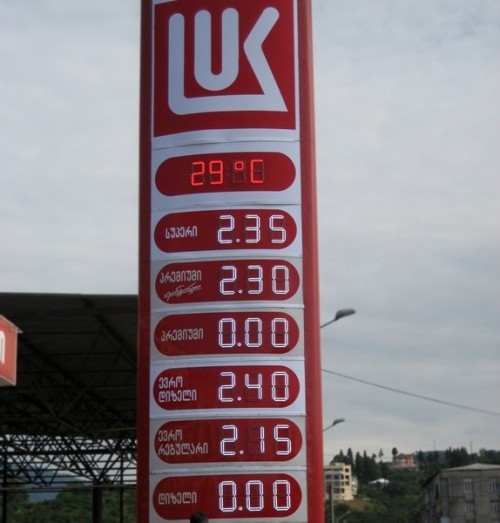 LUK
29°C
სუპერი 2.35
პრემიუმი 2.30
ავანგარდი
პრემიუმი 0.00
ევრო
დიზელი 2.40
ევრო
რეგულარი 2.15
დიზელი 0.00